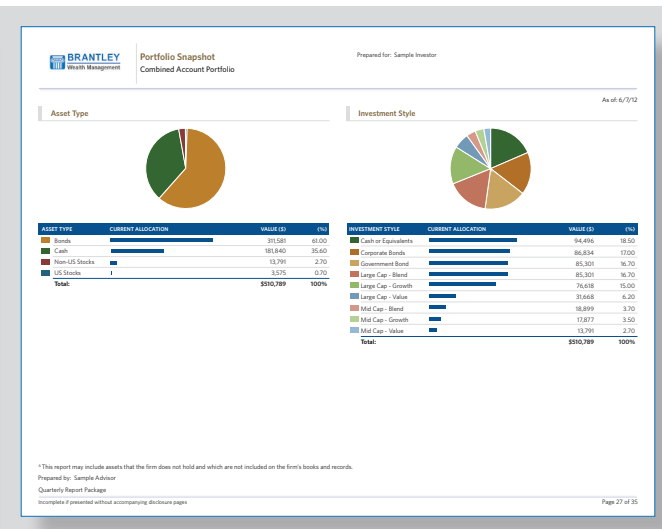 BRANTLEY
Wealth Management
Portfolio Snapshot
Combined Account Portfolio
Prepared for: Sample Investor
As of: 6/7/12
Asset Type
ASSET TYPE CURRENT ALLOCATION VALUE ($) (%)
Bonds 311,581 61.00
Cash 181,840 35.60
Non-US Stocks 13,791 2.70
US Stocks 3,575 0.70
Total: $510,789 100%
Investment Style
INVESTMENT STYLE CURRENT ALLOCATION VALUE ($) (%)
Cash or Equivalents 94,496 18.50
Corporate Bonds 86,834 17.00
Government Bond 85,301 16.70
Large Cap - Blend 85,301 16.70
Large Cap - Growth 76,618 15.00
Large Cap - Value 31,668 6.20
Mid Cap - Blend 18,899 3.70
Mid Cap - Growth 17,877 3.50
Mid Cap - Value 13,791 2.70
Total: $510,789 100%
^ This report may include assets that the firm does not hold and which are not included on the firm's books and records.
Prepared by: Sample Advisor
Quarterly Report Package
Incomplete if presented without accompanying disclosure pages
Page 27 of 35